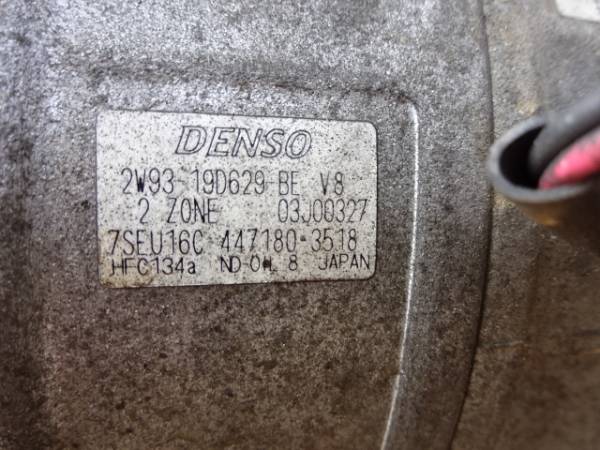 DENSO
2W93-19D629-BE V8
2 ZONE 03J00327
7SEU16C 447180-3518
HFC134a ND-OIL 8 JAPAN